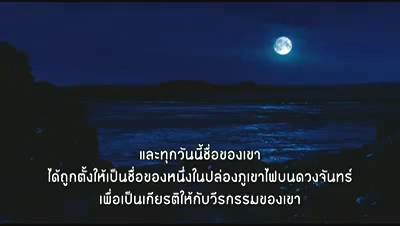 และทุกวันนี้ชื่อของเขา
ได้ถูกตั้งให้เป็นชื่อของหนึ่งในปล่องภูเขาไฟบนดวงจันทร์
เพื่อเป็นเกียรติให้กับวีรกรรมของเขา